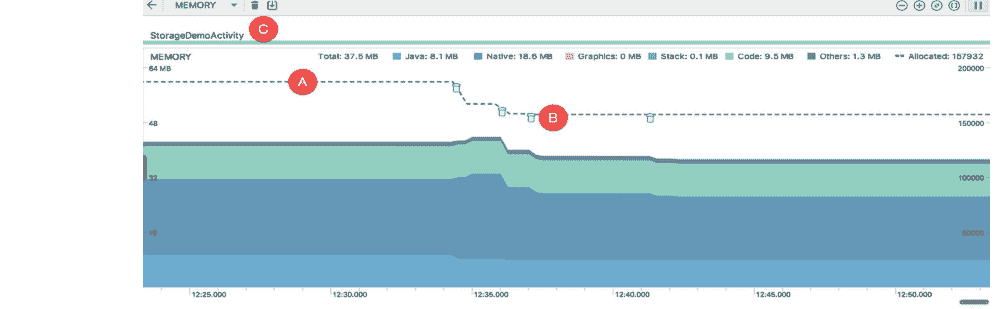 MEMORY
C
StorageDemoActivity
MEMORY Total: 37.5 MB Java: 8.1 MB Native: 18.6 MB Graphics: 0 MB Stack: 0.1 MB Code: 9.5 MB Others: 1.3 MB Allocated: 157932
64 MB 200000
A
B
48 150000
32 100000
16 50000
12:25.000 12:30.000 12:35.000 12:40.000 12:45.000 12:50.000